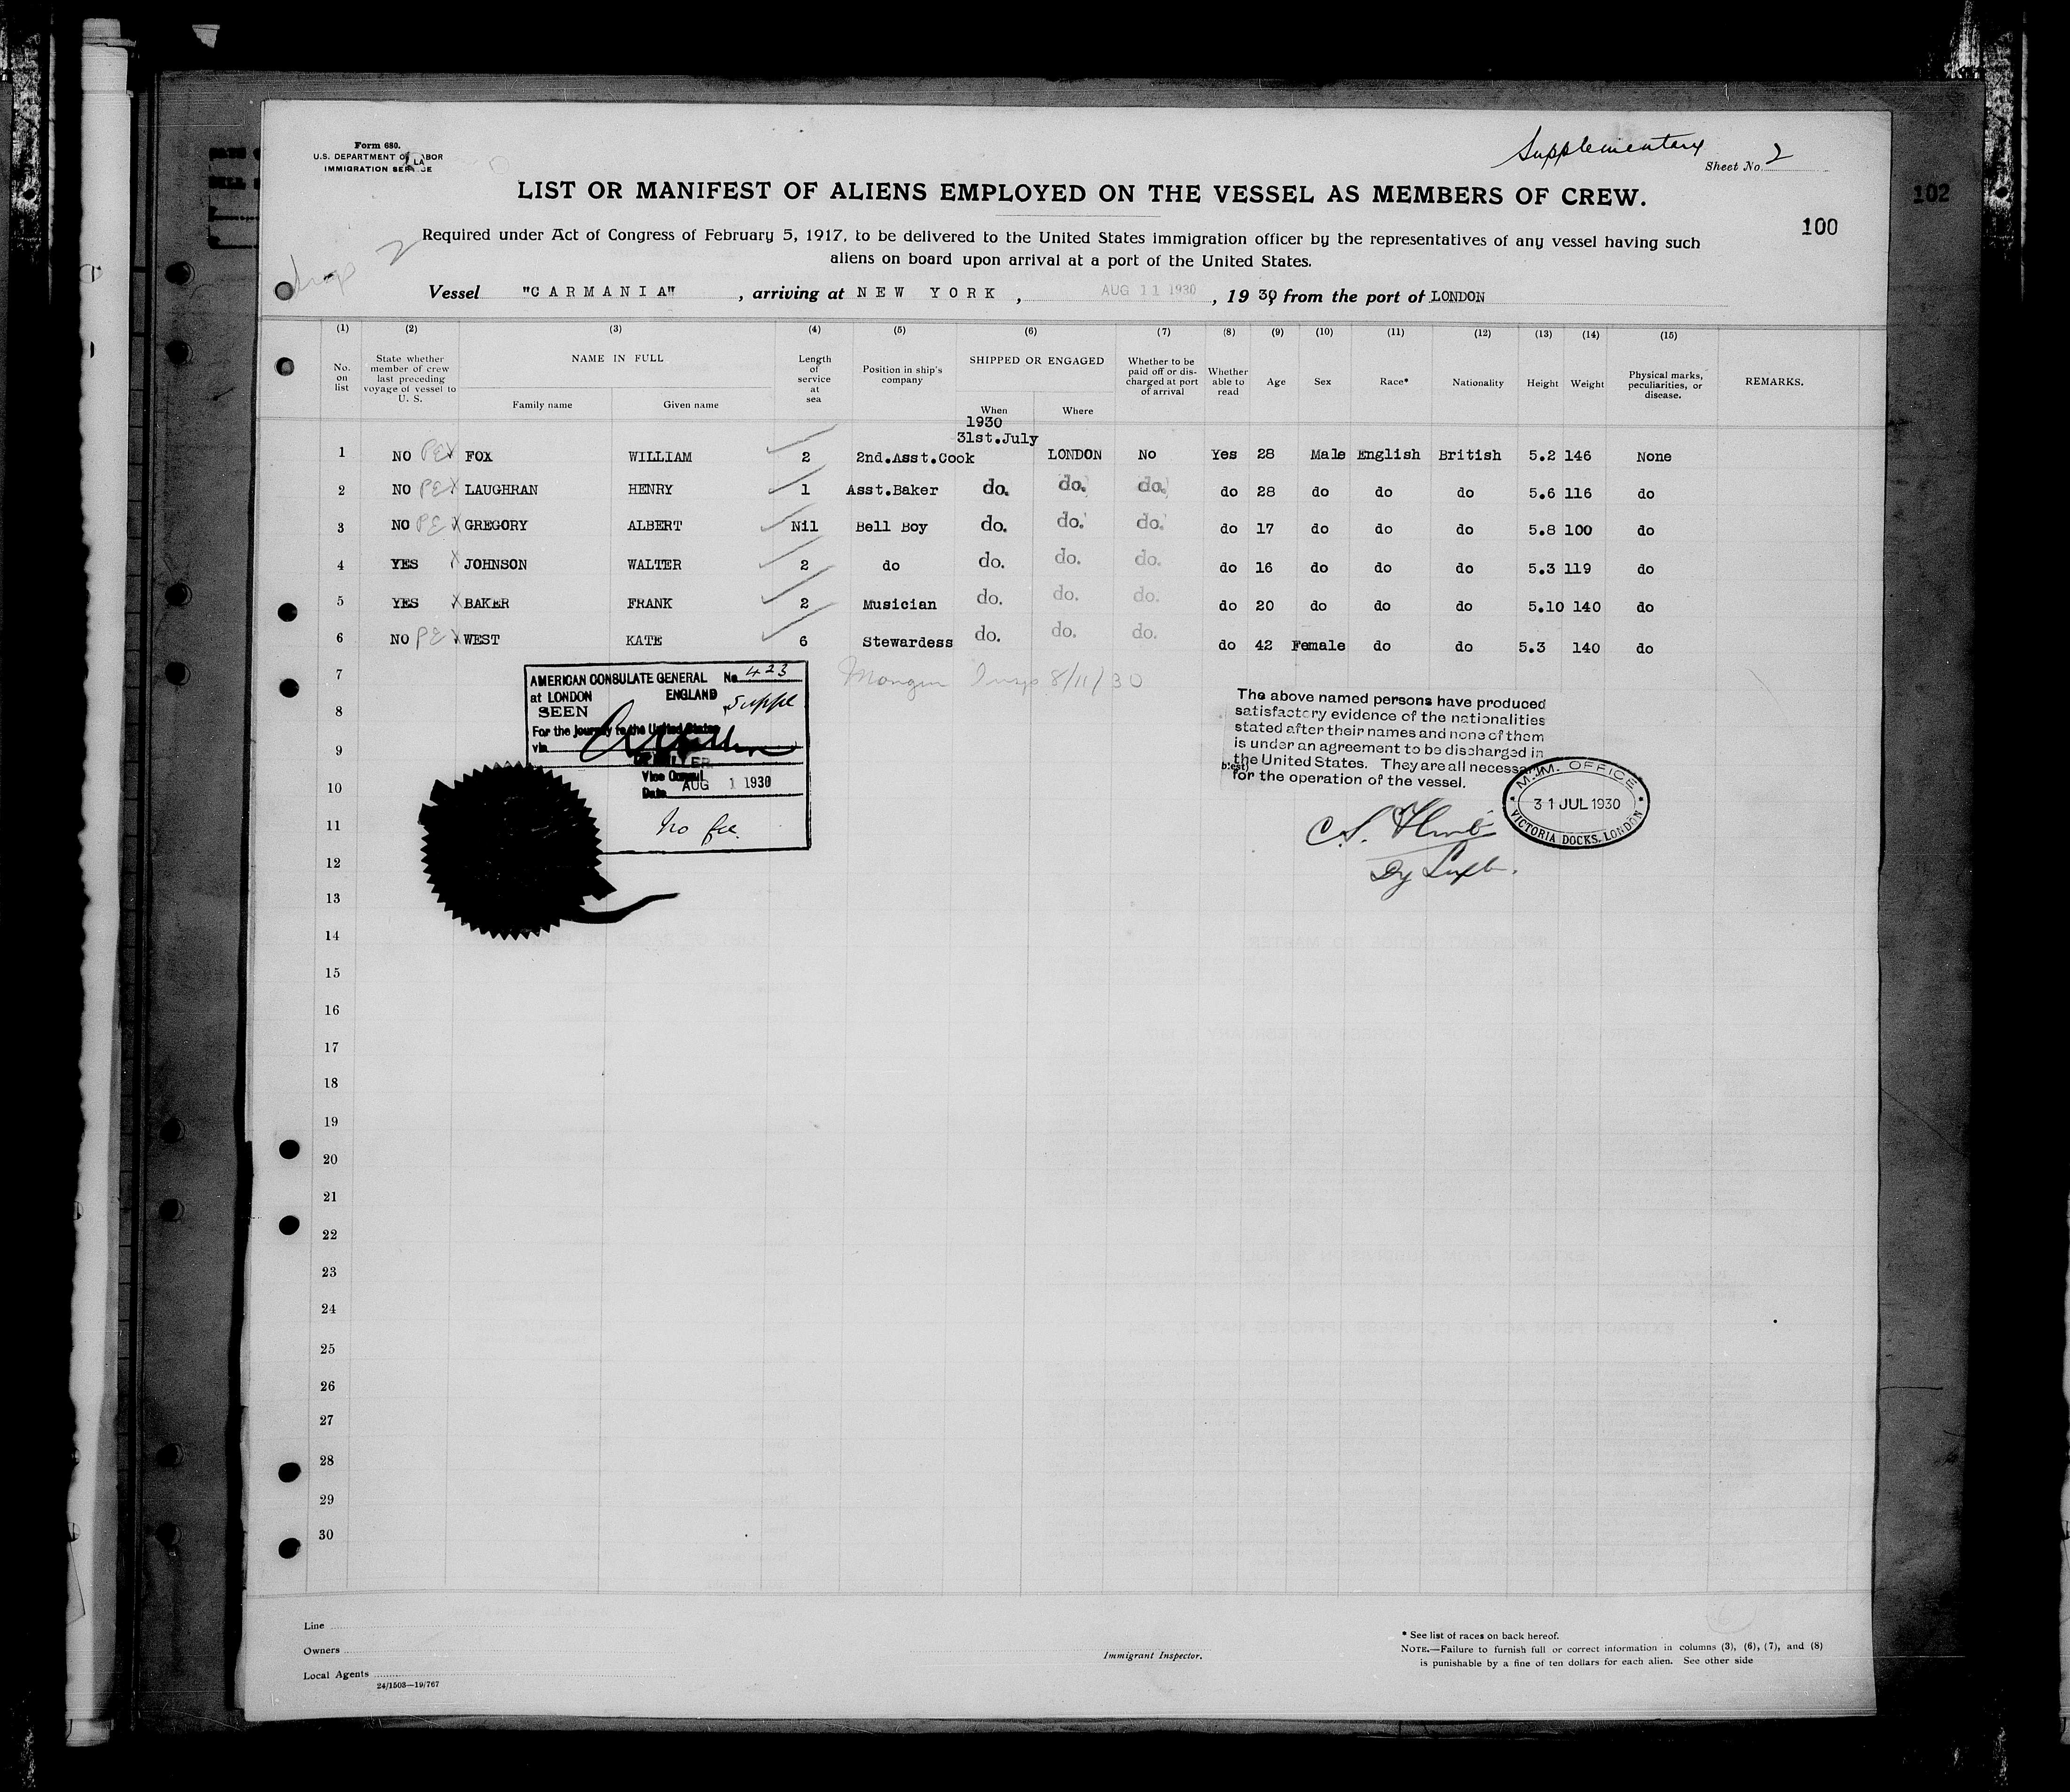 Form 680.
U.S. DEPARTMENT OF LABOR
IMMIGRATION SERVICE
Supplementary
Sheet No. 2
102
LIST OR MANIFEST OF ALIENS EMPLOYED ON THE VESSEL AS MEMBERS OF CREW.
100
Required under Act of Congress of February 5, 1917, to be delivered to the United States immigration officer by the representatives of any vessel having such
aliens on board upon arrival at a port of the United States.
2
Vessel "CARMANIA", arriving at NEW YORK, AUG 11 1930, 19 30 from the port of LONDON
(1) (2) (3) (4) (5) (6) (7) (8) (9) (10) (11) (12) (13) (14) (15)
No. on list
State whether member of crew last preceding voyage of vessel to U. S.
NAME IN FULL
Family name Given name
Length of service at sea
Position in ship's company
SHIPPED OR ENGAGED
When Where
Whether to be paid off or discharged at port of arrival
Whether able to read
Age Sex Race* Nationality Height Weight
Physical marks, peculiarities, or disease.
REMARKS.
1930
31st.July
1 NO PE FOX WILLIAM 2 2nd.Asst.Cook LONDON No Yes 28 Male English British 5.2 146 None
2 NO PE LAUGHRAN HENRY 1 Asst.Baker do. do. do. do 28 do do do 5.6 116 do
3 NO PE GREGORY ALBERT Nil Bell Boy do. do. do. do 17 do do do 5.8 100 do
4 YES JOHNSON WALTER 2 do do. do. do. do 16 do do do 5.3 119 do
5 YES BAKER FRANK 2 Musician do. do. do. do 20 do do do 5.10 140 do
6 NO PE WEST KATE 6 Stewardess do. do. do. do 42 Female do do 5.3 140 do
7
Insp 8/11/30
AMERICAN CONSULATE GENERAL No. 423
at LONDON ENGLAND Suppl
SEEN
For the journey to the United States
via
Vice Consul
Date AUG 1 1930
No fee.
The above named persons have produced
satisfactory evidence of the nationalities
stated after their names and none of them
is under an agreement to be discharged in
the United States. They are all necessary
for the operation of the vessel.
M.M. OFFICE
31 JUL 1930
VICTORIA DOCKS, LONDON
C.S.
8
9
10
11
12
13
14
15
16
17
18
19
20
21
22
23
24
25
26
27
28
29
30
Line
Owners
Local Agents
24/1503—19/767
Immigrant Inspector.
* See list of races on back hereof.
NOTE.—Failure to furnish full or correct information in columns (3), (6), (7), and (8)
is punishable by a fine of ten dollars for each alien. See other side